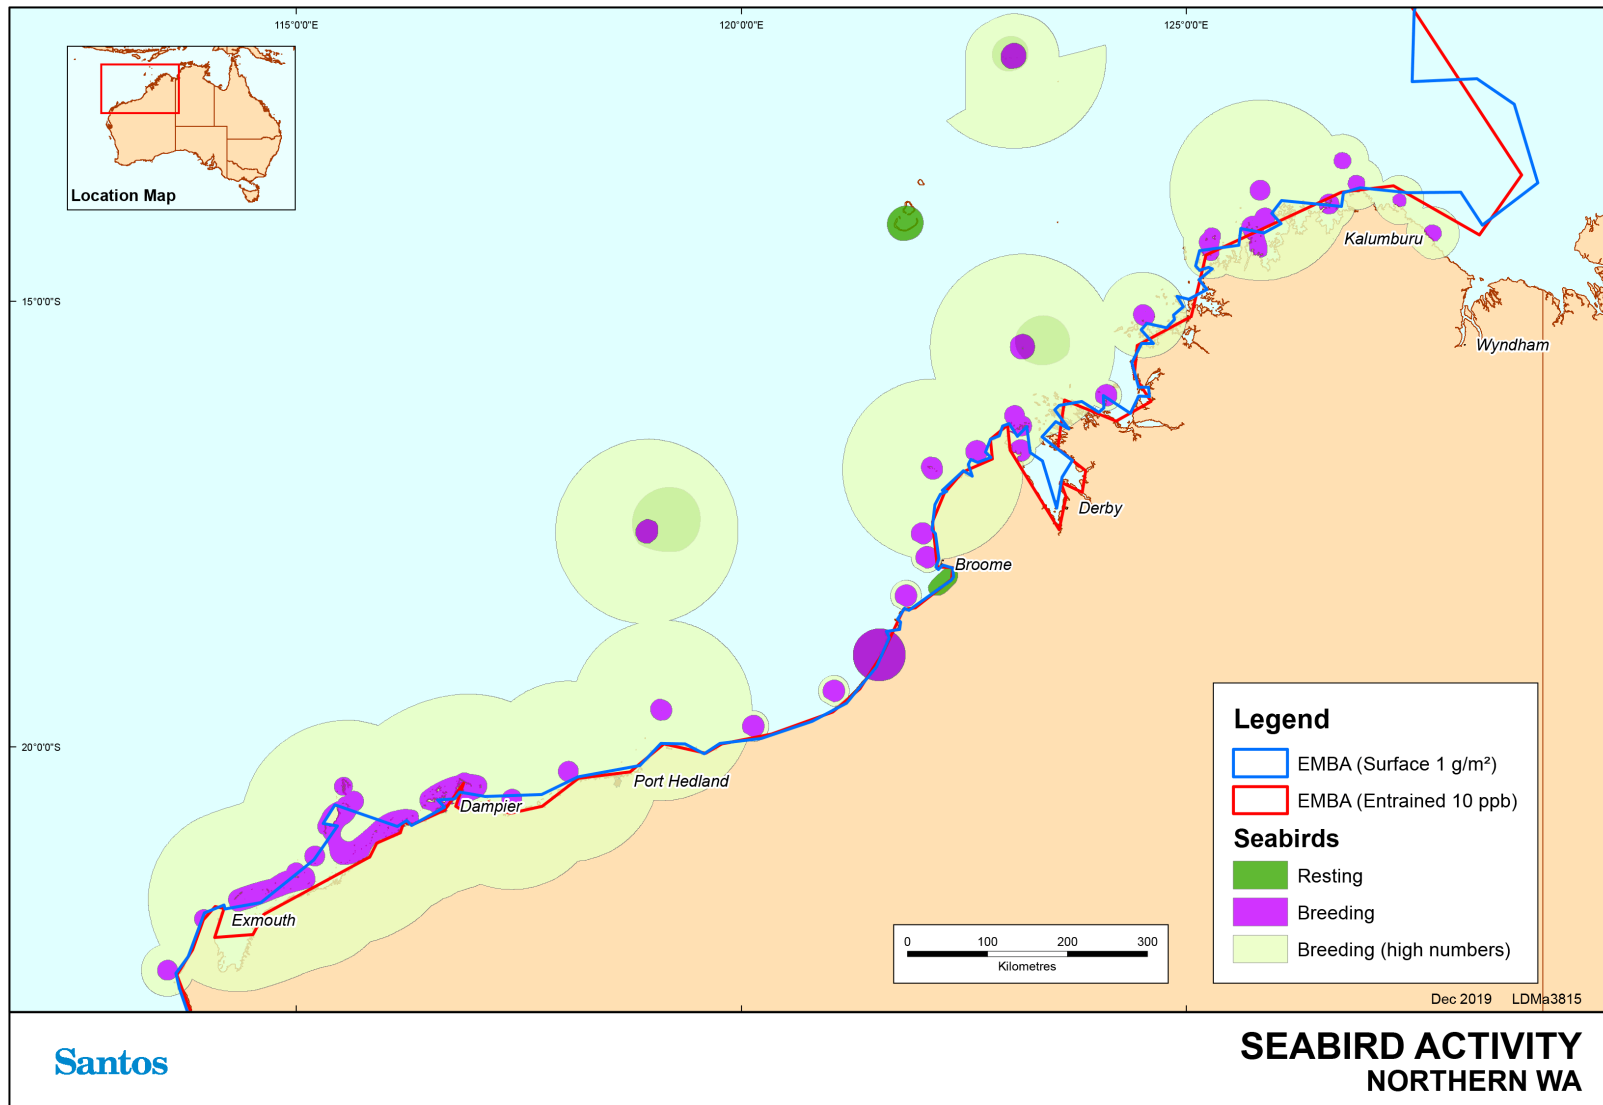 115°0'0"E
120°0'0"E
125°0'0"E
Location Map
Kalumburu
15°0'0"S
Wyndham
Derby
Broome
Legend
EMBA (Surface 1 g/m²)
EMBA (Entrained 10 ppb)
Seabirds
Resting
Breeding
Breeding (high numbers)
20°0'0"S
Port Hedland
Dampier
Exmouth
0 100 200 300
Kilometres
Dec 2019 LDMa3815
Santos
SEABIRD ACTIVITY
NORTHERN WA